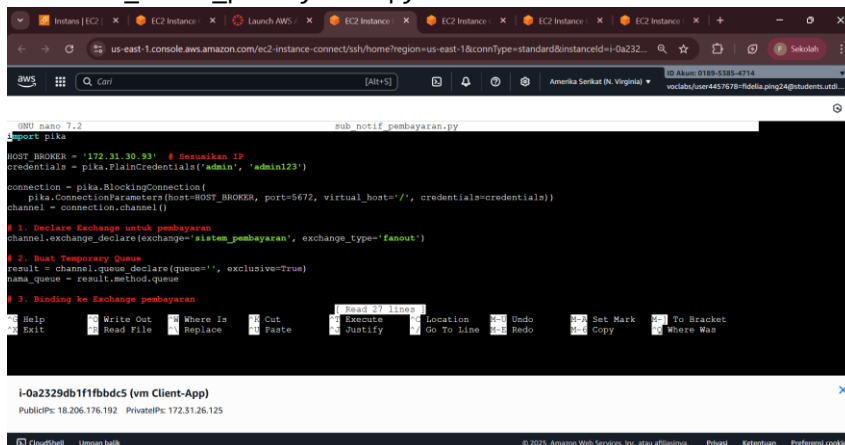 Instans | EC2 |
EC2 Instance
Launch AWS
EC2 Instance
EC2 Instance
EC2 Instance
EC2 Instance
us-east-1.console.aws.amazon.com/ec2-instance-connect/ssh/home?region=us-east-1&connType=standard&instanceId=i-0a232...
Sekolah
aws
Cari
[Alt+S]
Amerika Serikat (N. Virginia)
ID Akun: 0189-5385-4714
voclabs/user4457678=fidelia.ping24@students.utdi...
GNU nano 7.2 sub_notif_pembayaran.py
import pika
HOST_BROKER = '172.31.30.93' # Sesuaikan IP
credentials = pika.PlainCredentials('admin', 'admin123')
connection = pika.BlockingConnection(
pika.ConnectionParameters(host=HOST_BROKER, port=5672, virtual_host='/', credentials=credentials))
channel = connection.channel()
# 1. Declare Exchange untuk pembayaran
channel.exchange_declare(exchange='sistem_pembayaran', exchange_type='fanout')
# 2. Buat Temporary Queue
result = channel.queue_declare(queue='', exclusive=True)
nama_queue = result.method.queue
# 3. Binding ke Exchange pembayaran
[ Read 27 lines ]
^G Help ^O Write Out ^W Where Is ^K Cut ^T Execute ^C Location M-U Undo M-A Set Mark M-] To Bracket
^X Exit ^R Read File ^\ Replace ^U Paste ^J Justify ^/ Go To Line M-E Redo M-6 Copy ^Q Where Was
i-0a2329db1f1fbbdc5 (vm Client-App)
PublicIPs: 18.206.176.192 PrivateIPs: 172.31.26.125
CloudShell Umpan balik © 2025, Amazon Web Services, Inc. atau afiliasinya. Privasi Ketentuan Preferensi cookie